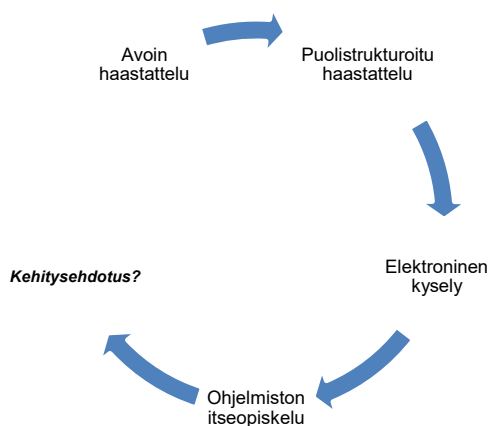 Avoin
haastattelu
Puolistrukturoitu
haastattelu
Elektroninen
kysely
Ohjelmiston
itseopiskelu
Kehitysehdotus?